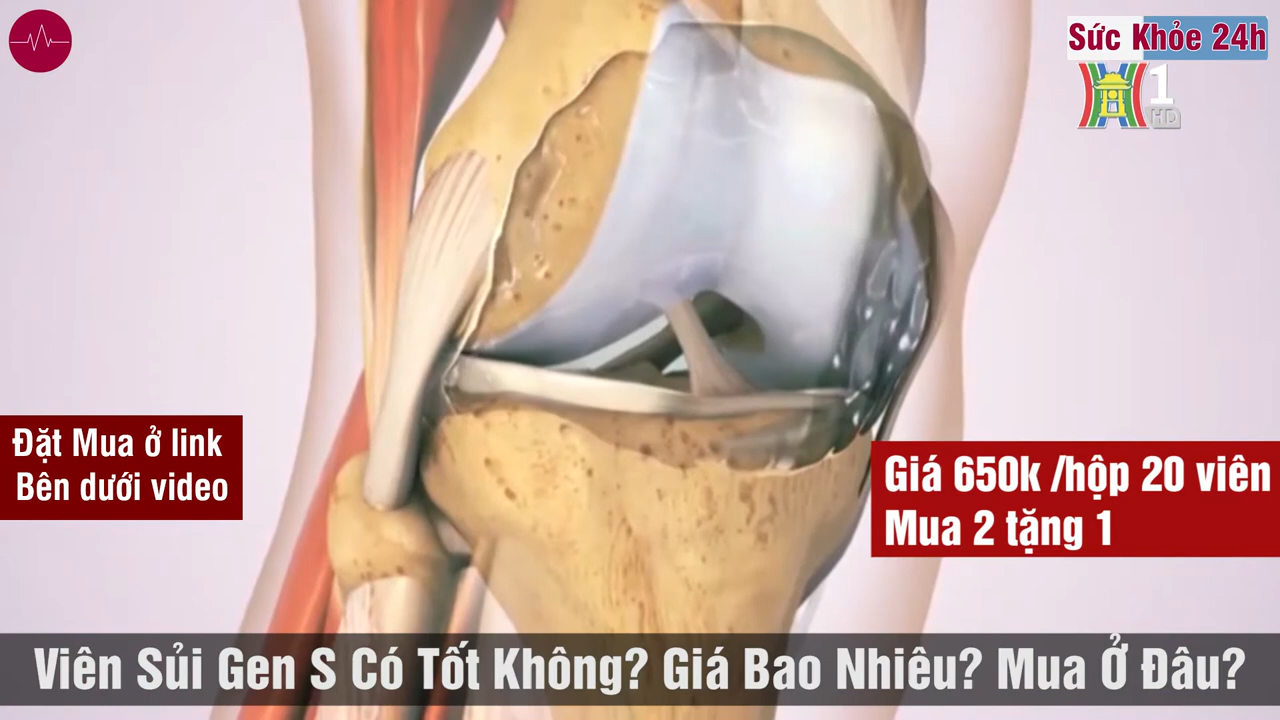 Sức Khỏe 24h
1
HD
Đặt Mua ở link
Bên dưới video
Giá 650k /hộp 20 viên
Mua 2 tặng 1
Viên Sủi Gen S Có Tốt Không? Giá Bao Nhiêu? Mua Ở Đâu?